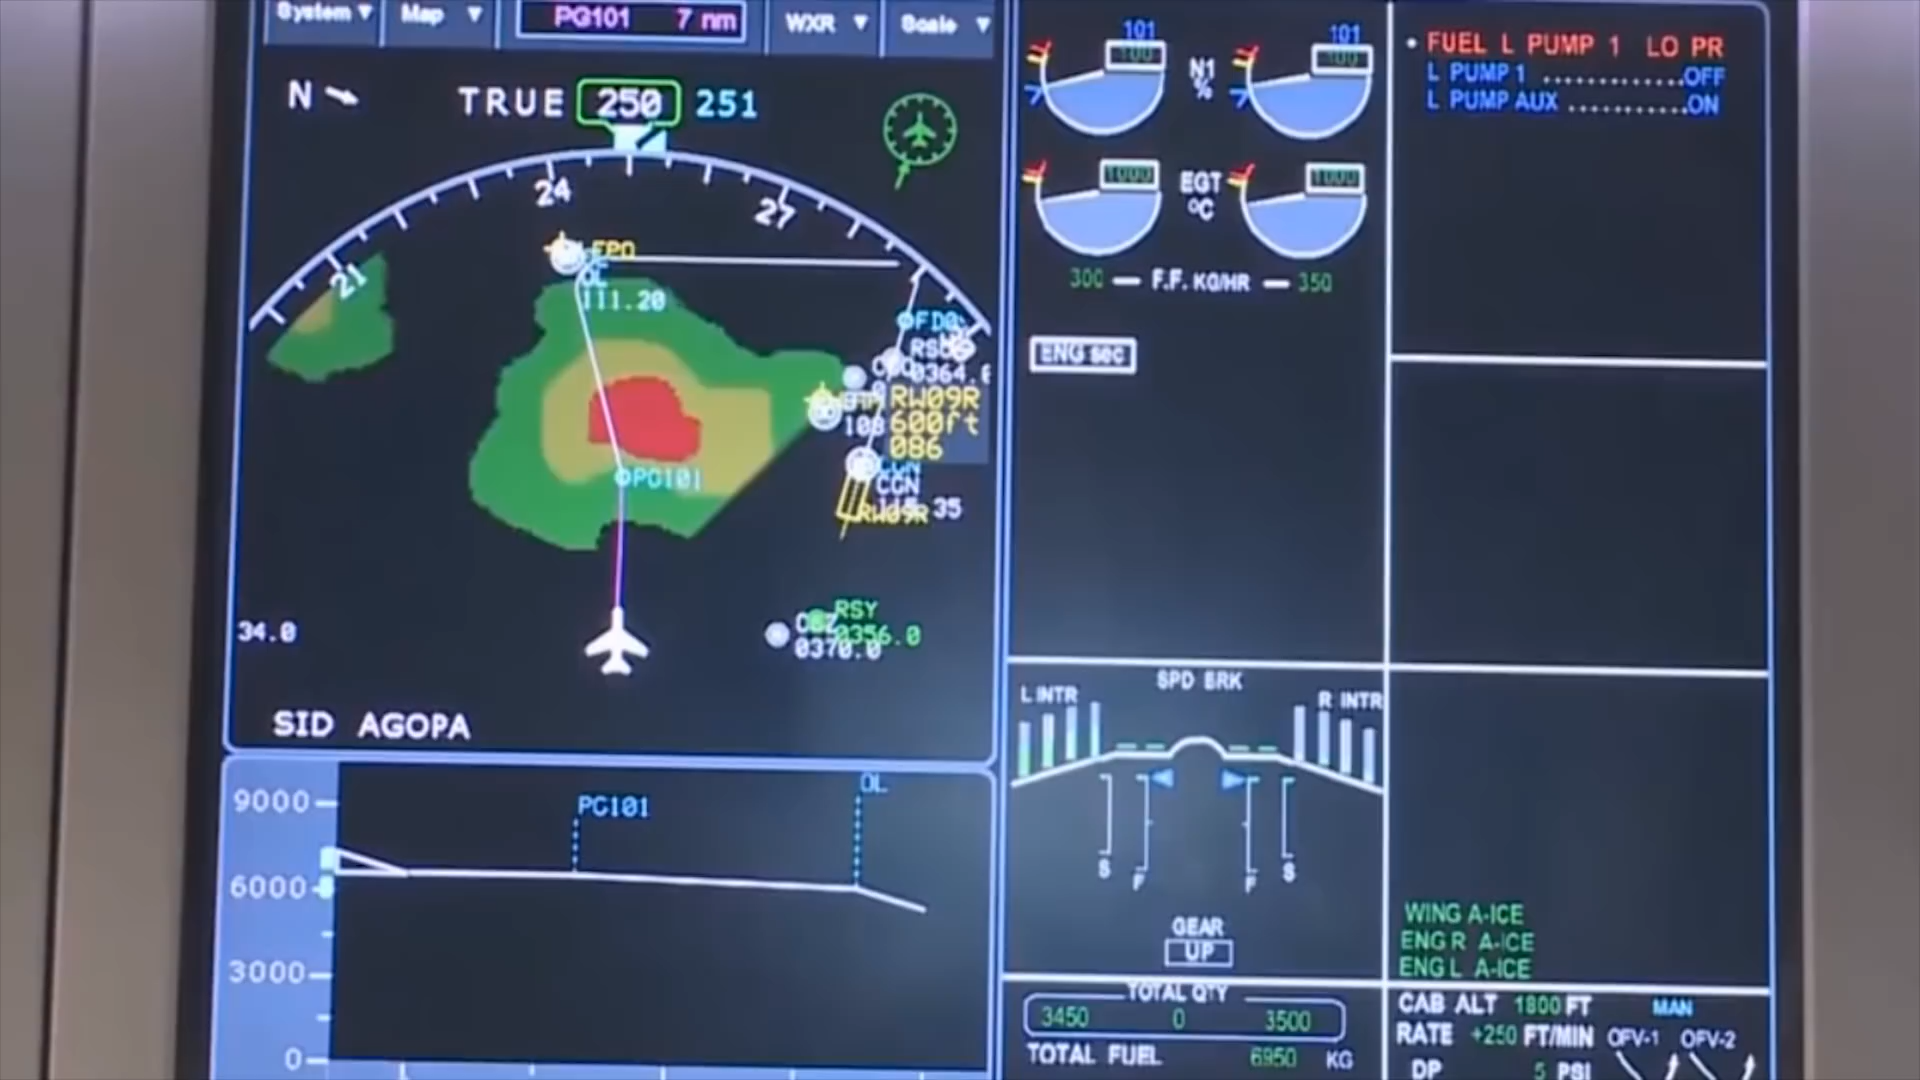 System Map PG101 7 nm WXR Scale
N TRUE 250 251
24
27
21
LFPO
OL
111.20
PG101
RW09R
600ft
086
CGN
RW09R
35
RSY
0356.0
0370.0
34.0
SID AGOPA
9000
6000
3000
0
PG101
OL
101 101
100 N1 % 100
1000 EGT °C 1000
300 F.F. KG/HR 350
ENG sec
SPD BRK
L INTR R INTR
S F F S
GEAR
UP
TOTAL QTY
3450 0 3500
TOTAL FUEL 6950 KG
• FUEL L PUMP 1 LO PR
L PUMP 1 ............OFF
L PUMP AUX ..........ON
WING A-ICE
ENG R A-ICE
ENG L A-ICE
CAB ALT 1800 FT MAN
RATE +250 FT/MIN OFV-1 OFV-2
DP 5 PSI